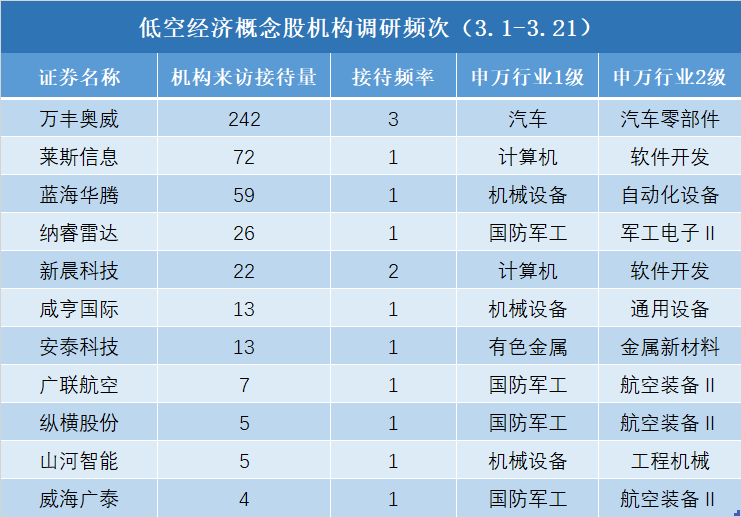 低空经济概念股机构调研频次（3.1-3.21）
证券名称 机构来访接待量 接待频率 申万行业1级 申万行业2级
万丰奥威 242 3 汽车 汽车零部件
莱斯信息 72 1 计算机 软件开发
蓝海华腾 59 1 机械设备 自动化设备
纳睿雷达 26 1 国防军工 军工电子Ⅱ
新晨科技 22 2 计算机 软件开发
咸亨国际 13 1 机械设备 通用设备
安泰科技 13 1 有色金属 金属新材料
广联航空 7 1 国防军工 航空装备Ⅱ
纵横股份 5 1 国防军工 航空装备Ⅱ
山河智能 5 1 机械设备 工程机械
威海广泰 4 1 国防军工 航空装备Ⅱ